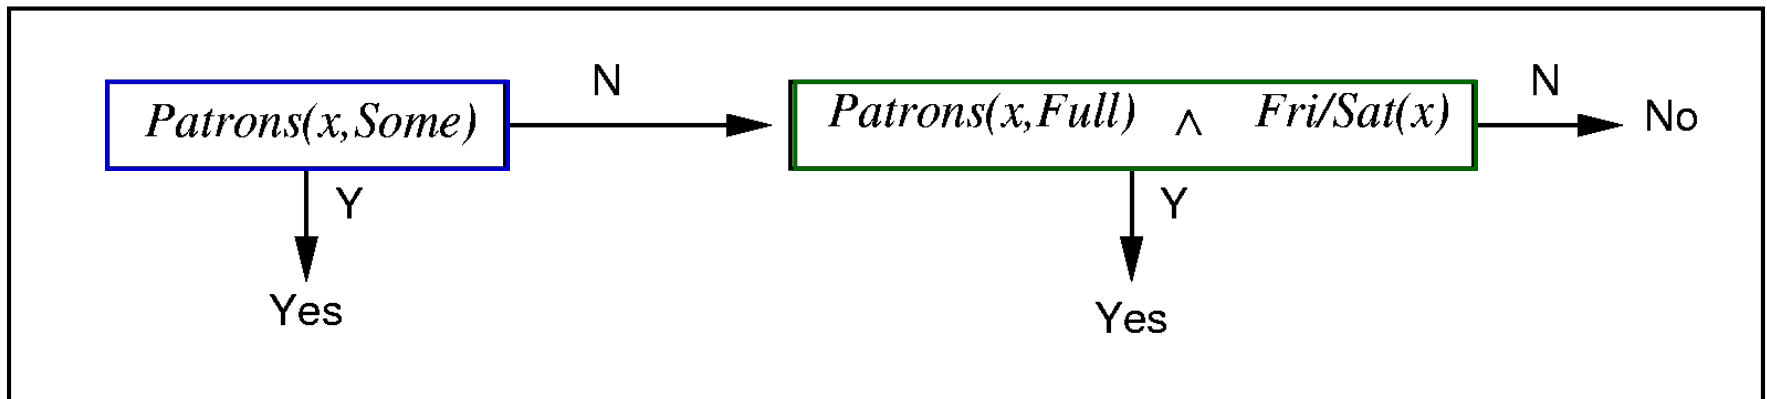 N
N
Patrons(x,Some)
Patrons(x,Full) ∧ Fri/Sat(x)
No
Y
Y
Yes
Yes